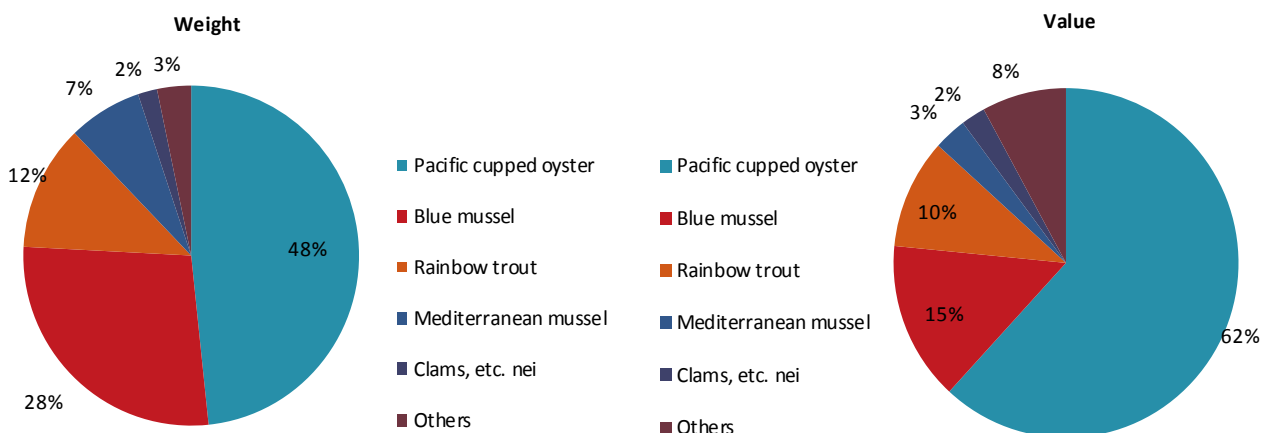 Weight
3%
2%
7%
12%
48%
28%
Pacific cupped oyster
Blue mussel
Rainbow trout
Mediterranean mussel
Clams, etc. nei
Others
Value
8%
2%
3%
10%
15%
62%
Pacific cupped oyster
Blue mussel
Rainbow trout
Mediterranean mussel
Clams, etc. nei
Others